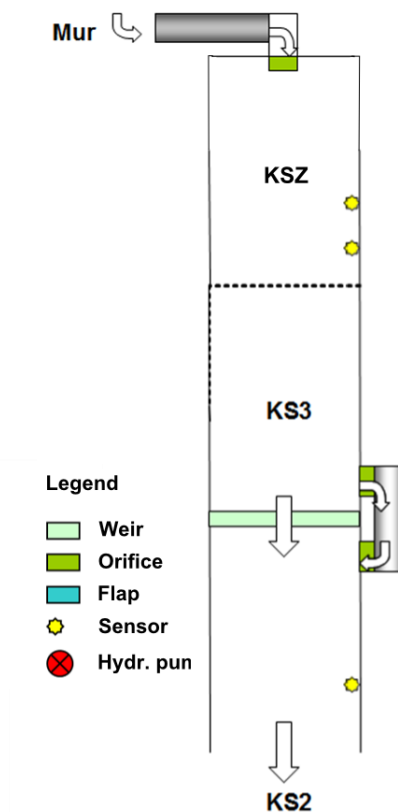 Mur
KSZ
KS3
Legend
Weir
Orifice
Flap
Sensor
Hydr. pun
KS2